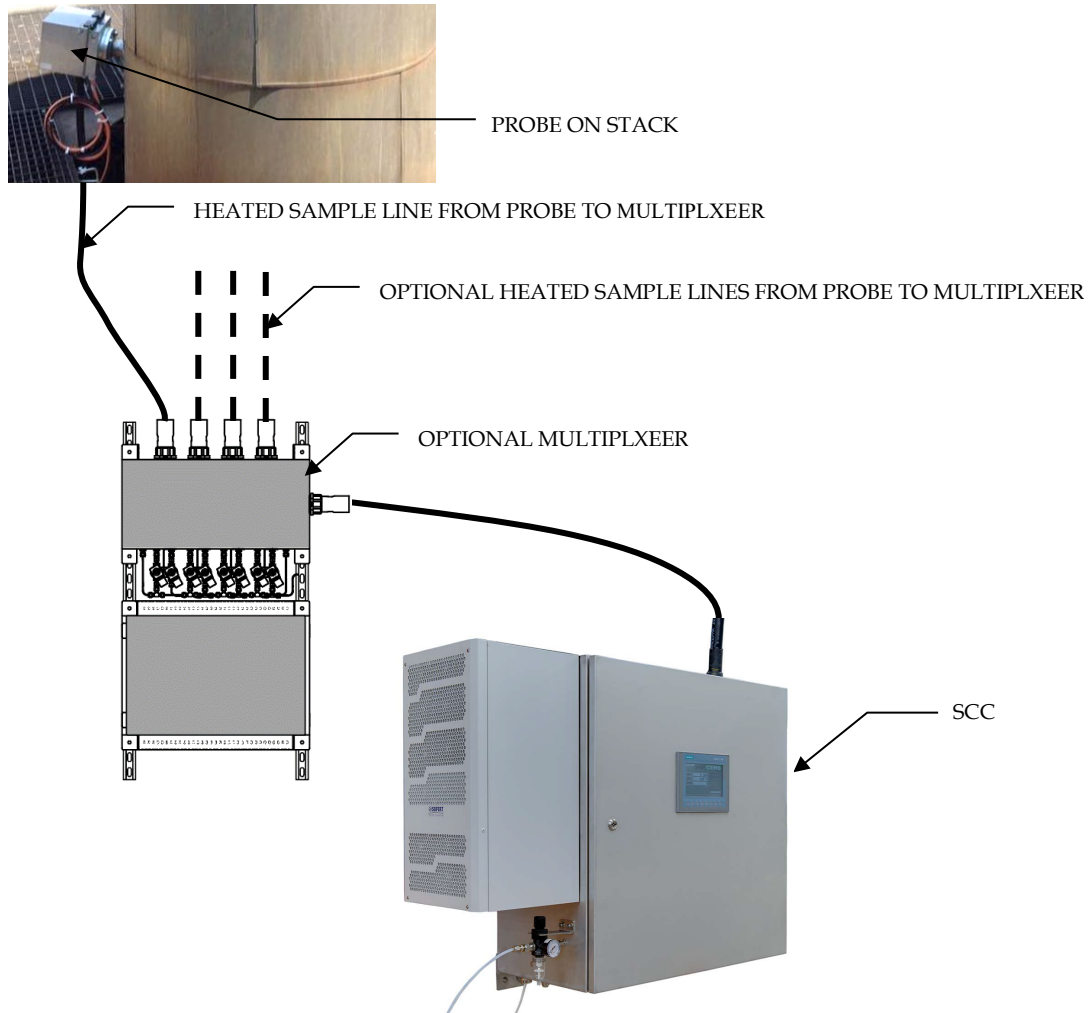 PROBE ON STACK
HEATED SAMPLE LINE FROM PROBE TO MULTIPLXEER
OPTIONAL HEATED SAMPLE LINES FROM PROBE TO MULTIPLXEER
OPTIONAL MULTIPLXEER
SCC